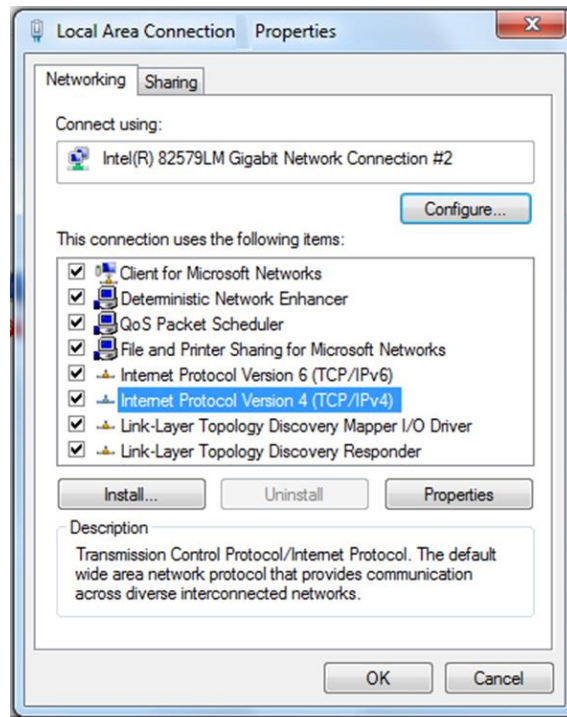 Local Area Connection Properties
Networking Sharing
Connect using:
Intel(R) 82579LM Gigabit Network Connection #2
Configure...
This connection uses the following items:
Client for Microsoft Networks
Deterministic Network Enhancer
QoS Packet Scheduler
File and Printer Sharing for Microsoft Networks
Internet Protocol Version 6 (TCP/IPv6)
Internet Protocol Version 4 (TCP/IPv4)
Link-Layer Topology Discovery Mapper I/O Driver
Link-Layer Topology Discovery Responder
Install... Uninstall Properties
Description
Transmission Control Protocol/Internet Protocol. The default
wide area network protocol that provides communication
across diverse interconnected networks.
OK Cancel